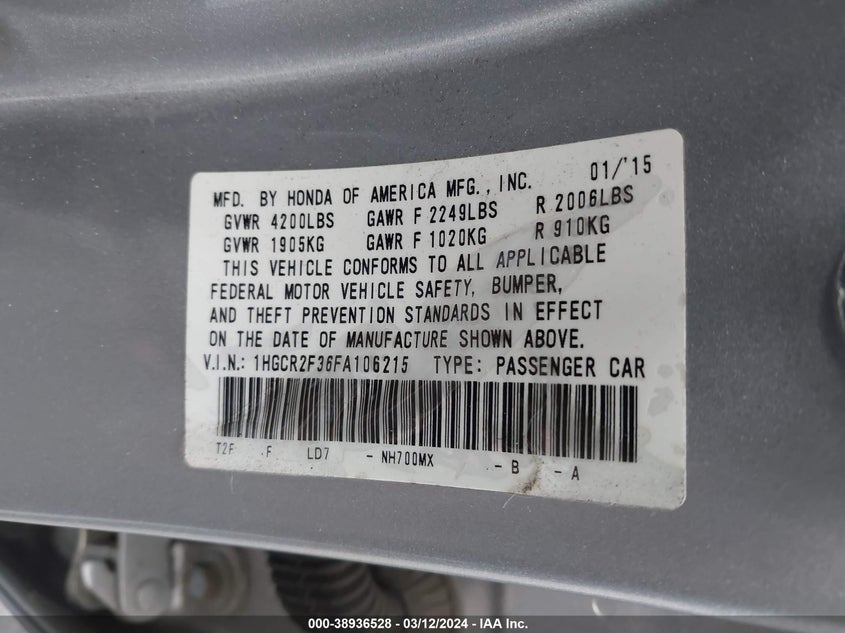 MFD. BY HONDA OF AMERICA MFG., INC. 01/'15
GVWR 4200LBS GAWR F 2249LBS R 2006LBS
GVWR 1905KG GAWR F 1020KG R 910KG
THIS VEHICLE CONFORMS TO ALL APPLICABLE
FEDERAL MOTOR VEHICLE SAFETY, BUMPER,
AND THEFT PREVENTION STANDARDS IN EFFECT
ON THE DATE OF MANUFACTURE SHOWN ABOVE.
V.I.N.: 1HGCR2F36FA106215 TYPE: PASSENGER CAR
F LD7 - NH700MX - B - A
000-38936528 - 03/12/2024 - IAAI Inc.